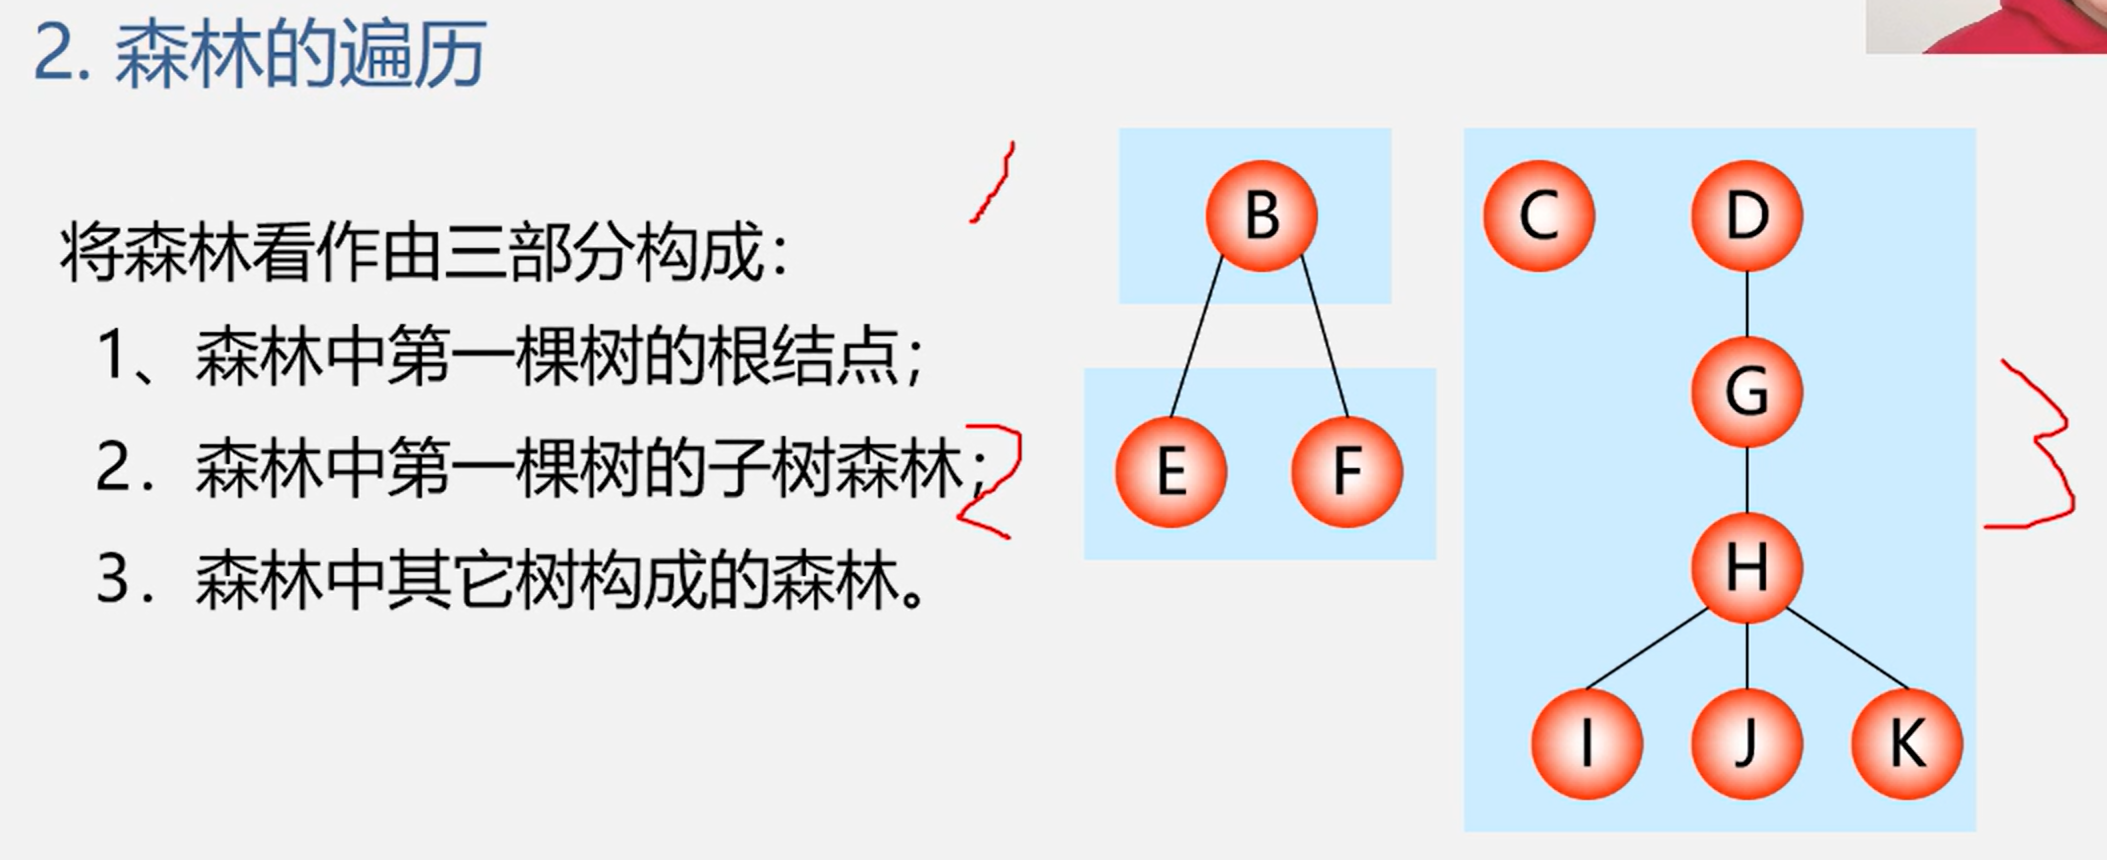 2. 森林的遍历
将森林看作由三部分构成：
1、森林中第一棵树的根结点；
2．森林中第一棵树的子树森林；
3．森林中其它树构成的森林。
1
2
3
B
C
D
E
F
G
H
I
J
K